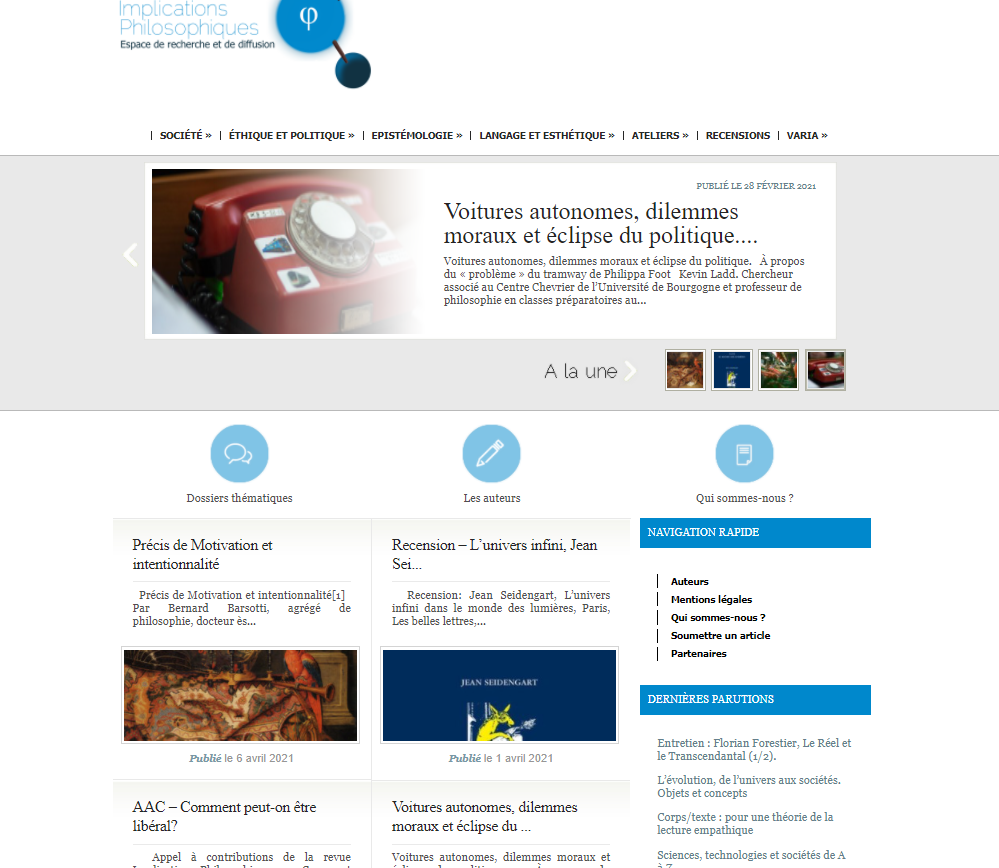 Implications
Philosophiques
Espace de recherche et de diffusion
φ
SOCIÉTÉ »
ÉTHIQUE ET POLITIQUE »
EPISTÉMOLOGIE »
LANGAGE ET ESTHÉTIQUE »
ATELIERS »
RECENSIONS
VARIA »
PUBLIÉ LE 28 FÉVRIER 2021
Voitures autonomes, dilemmes
moraux et éclipse du politique....
Voitures autonomes, dilemmes moraux et éclipse du politique. À propos
du « problème » du tramway de Philippa Foot Kevin Ladd. Chercheur
associé au Centre Chevrier de l'Université de Bourgogne et professeur de
philosophie en classes préparatoires au...
A la une
Dossiers thématiques
Les auteurs
Qui sommes-nous ?
Précis de Motivation et
intentionnalité
Précis de Motivation et intentionnalité[1]
Par Bernard Barsotti, agrégé de
philosophie, docteur ès...
Publié le 6 avril 2021
Recension – L'univers infini, Jean
Sei...
Recension: Jean Seidengart, L'univers
infini dans le monde des lumières, Paris,
Les belles lettres,...
JEAN SEIDENGART
Publié le 1 avril 2021
AAC – Comment peut-on être
libéral?
Appel à contributions de la revue
Voitures autonomes, dilemmes
moraux et éclipse du ...
Voitures autonomes, dilemmes moraux et
NAVIGATION RAPIDE
Auteurs
Mentions légales
Qui sommes-nous ?
Soumettre un article
Partenaires
DERNIÈRES PARUTIONS
Entretien : Florian Forestier, Le Réel et
le Transcendantal (1/2).
L'évolution, de l'univers aux sociétés.
Objets et concepts
Corps/texte : pour une théorie de la
lecture empathique
Sciences, technologies et sociétés de A
à Z